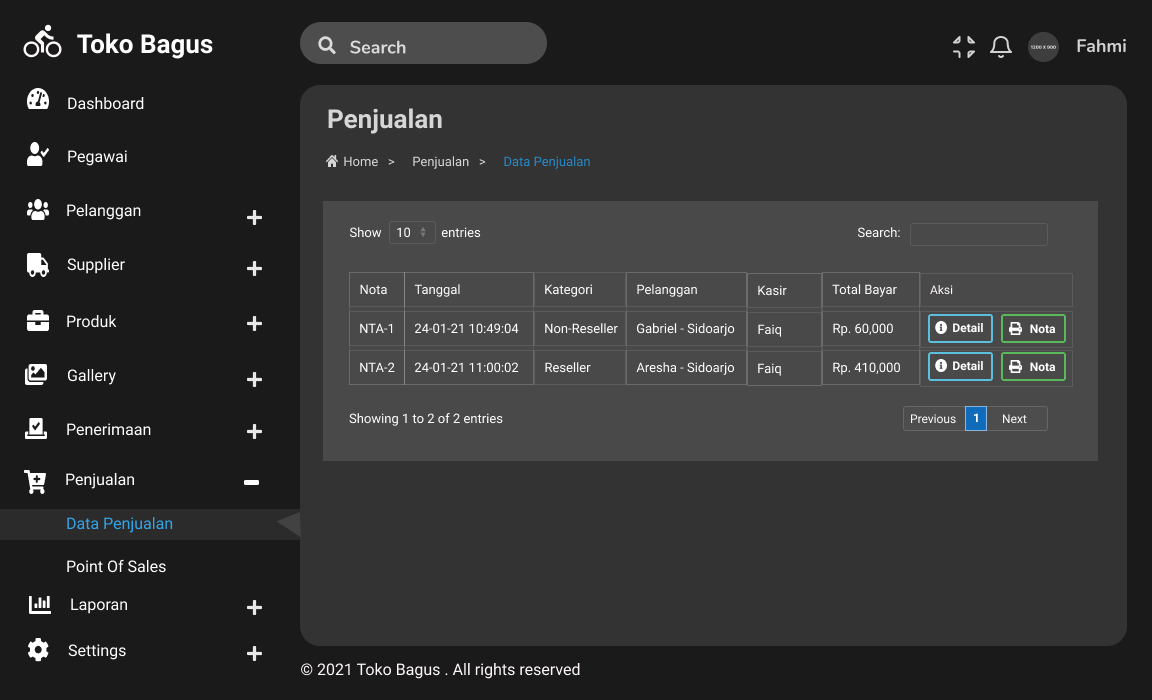 Toko Bagus
Search
1200 X 900
Fahmi
Dashboard
Pegawai
Pelanggan
Supplier
Produk
Gallery
Penerimaan
Penjualan
Data Penjualan
Point Of Sales
Laporan
Settings
Penjualan
Home > Penjualan > Data Penjualan
Show 10 entries Search:
Nota Tanggal Kategori Pelanggan Kasir Total Bayar Aksi
NTA-1 24-01-21 10:49:04 Non-Reseller Gabriel - Sidoarjo Faiq Rp. 60,000 Detail Nota
NTA-2 24-01-21 11:00:02 Reseller Aresha - Sidoarjo Faiq Rp. 410,000 Detail Nota
Showing 1 to 2 of 2 entries Previous 1 Next
© 2021 Toko Bagus . All rights reserved